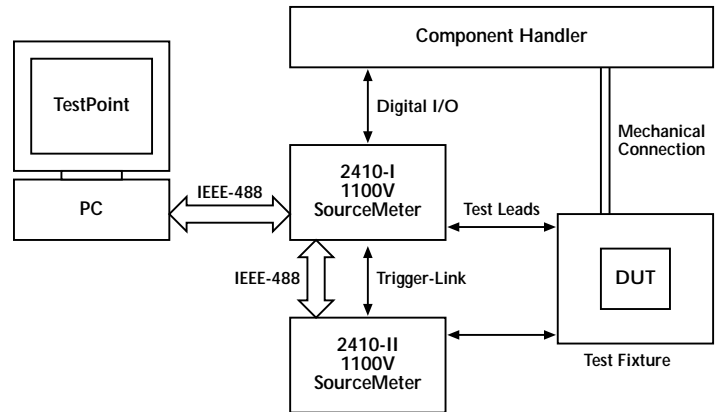 Component Handler
TestPoint
Digital I/O
Mechanical
Connection
2410-I
1100V
SourceMeter
IEEE-488
PC
Test Leads
IEEE-488
Trigger-Link
DUT
2410-II
1100V
SourceMeter
Test Fixture